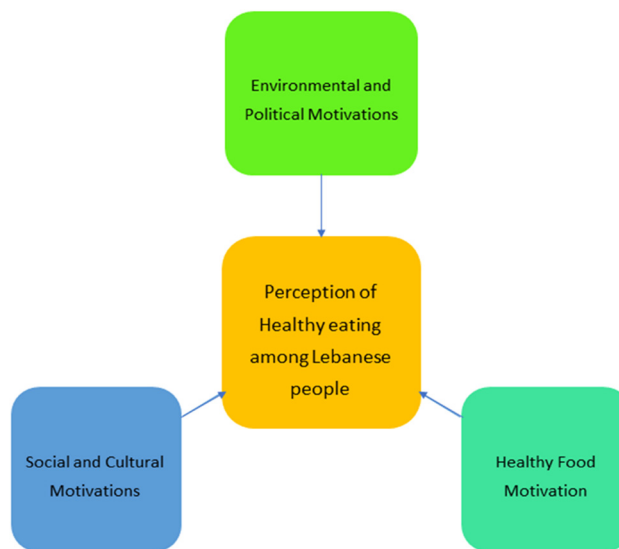 Environmental and
Political Motivations
Perception of
Healthy eating
among Lebanese
people
Social and Cultural
Motivations
Healthy Food
Motivation